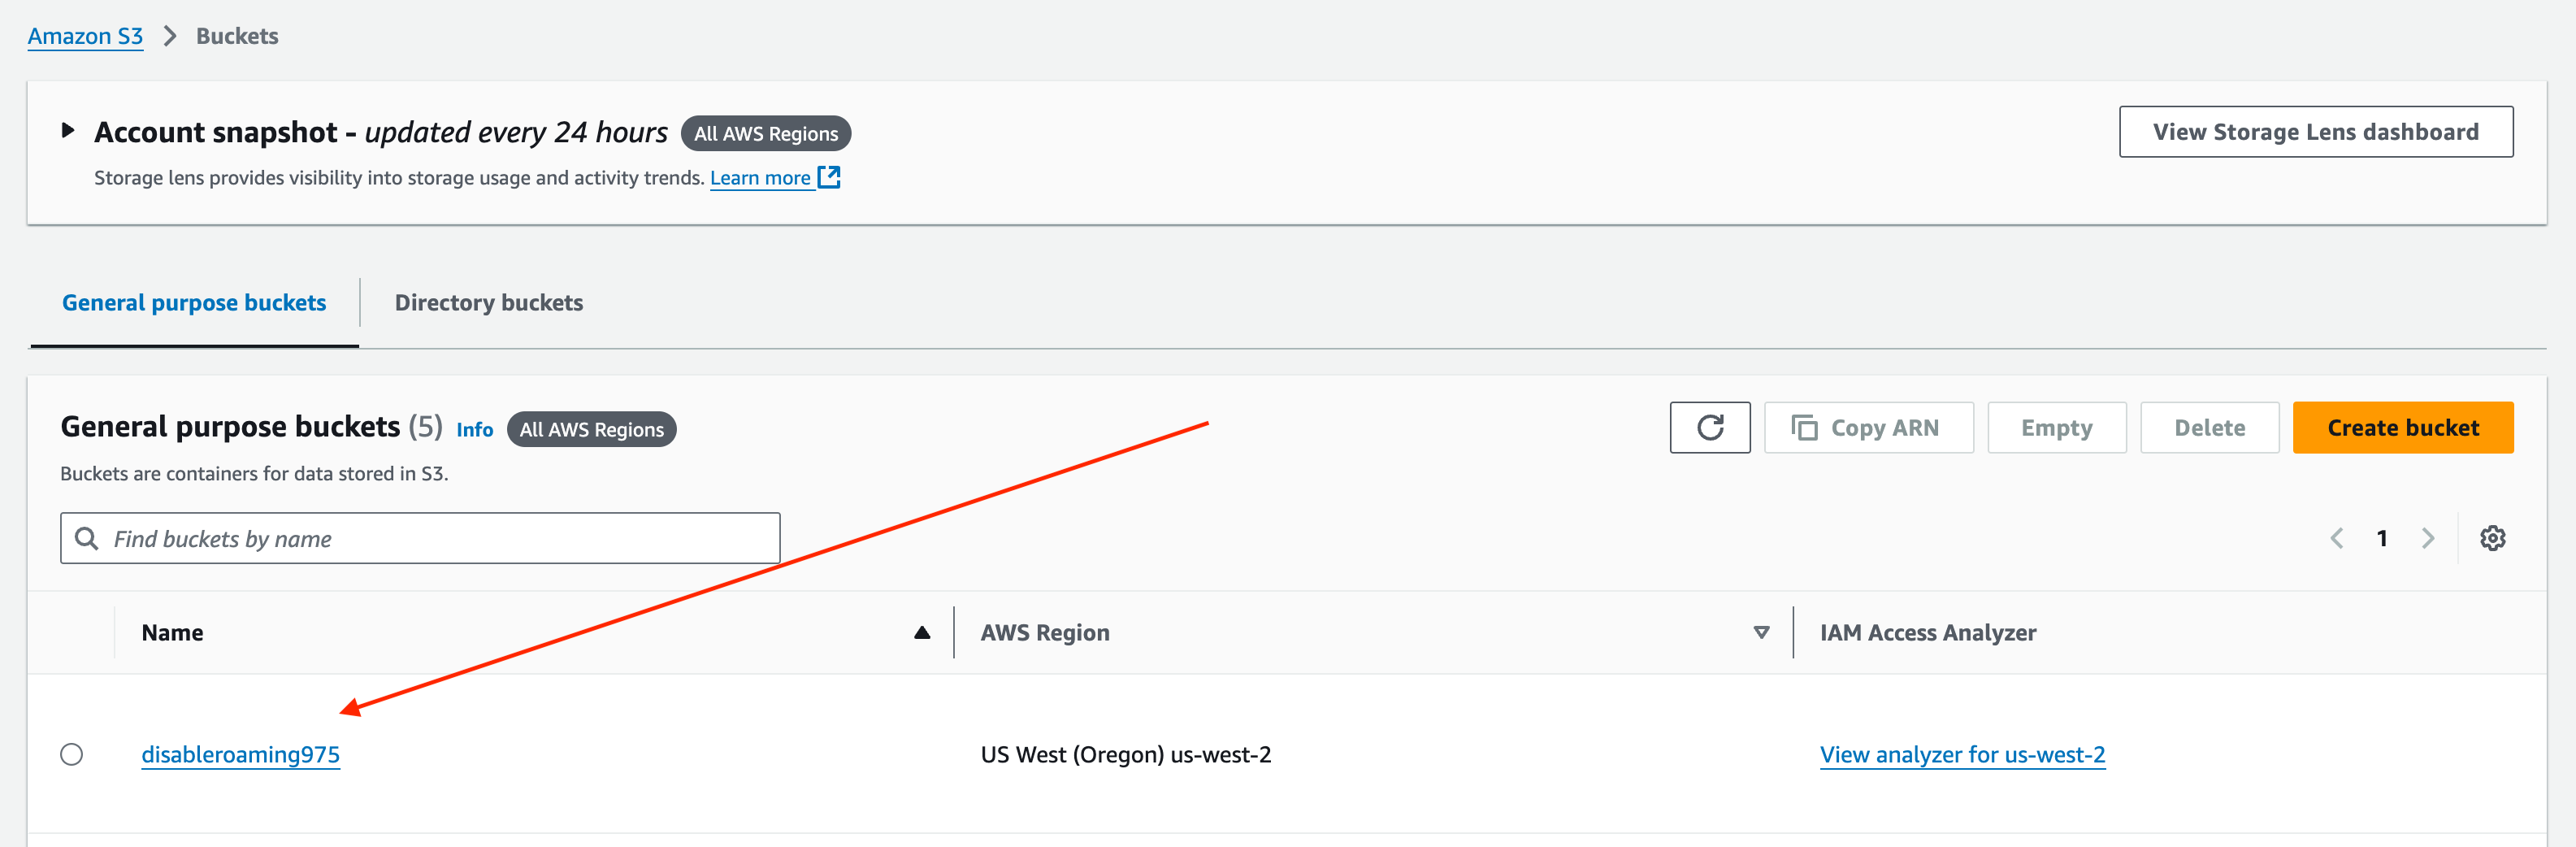 Amazon S3 > Buckets
Account snapshot - updated every 24 hours All AWS Regions
View Storage Lens dashboard
Storage lens provides visibility into storage usage and activity trends. Learn more
General purpose buckets Directory buckets
General purpose buckets (5) Info All AWS Regions
Copy ARN Empty Delete Create bucket
Buckets are containers for data stored in S3.
Find buckets by name
1
Name AWS Region IAM Access Analyzer
disableroaming975 US West (Oregon) us-west-2 View analyzer for us-west-2